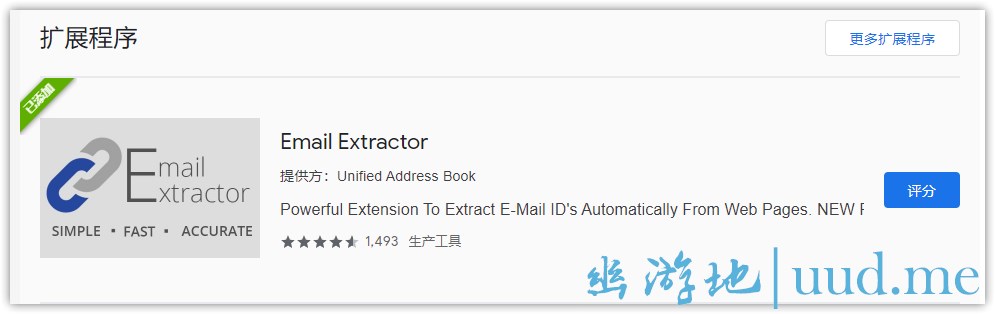 扩展程序
更多扩展程序
已添加
Email
Extractor
SIMPLE ▪ FAST ▪ ACCURATE
Email Extractor
提供方：Unified Address Book
Powerful Extension To Extract E-Mail ID's Automatically From Web Pages. NEW F
评分
1,493 生产工具
幽游地|uud.me